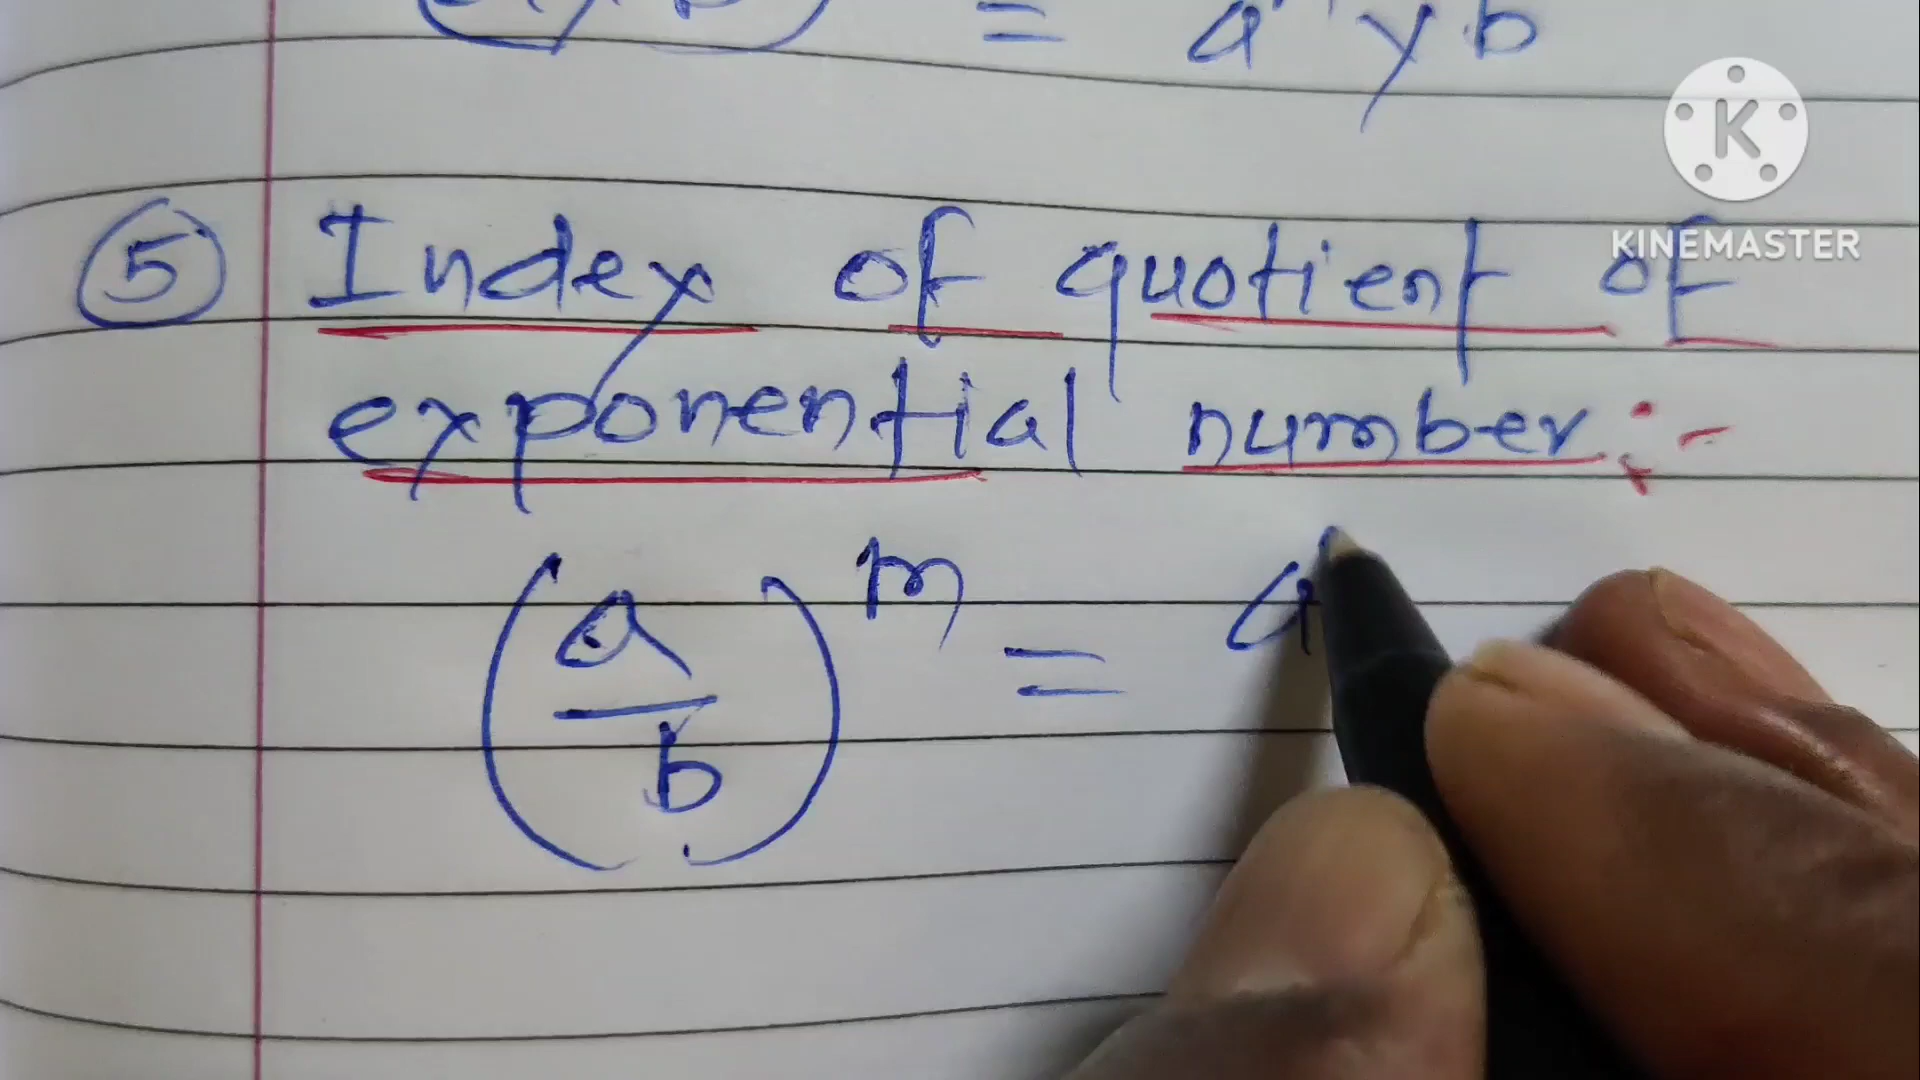 = a y b
K
KINEMASTER
⑤ Index of quotient of
exponential number :-
(a/b)^m = a